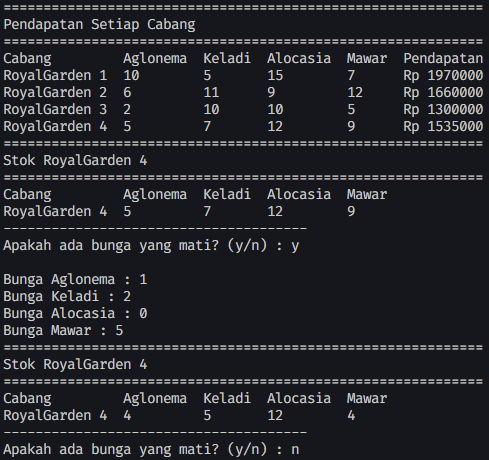 ============================================================
Pendapatan Setiap Cabang
============================================================
Cabang         Aglonema  Keladi  Alocasia  Mawar  Pendapatan
RoyalGarden 1  10        5       15        7      Rp 1970000
RoyalGarden 2  6         11      9         12     Rp 1660000
RoyalGarden 3  2         10      10        5      Rp 1300000
RoyalGarden 4  5         7       12        9      Rp 1535000
============================================================
Stok RoyalGarden 4
============================================================
Cabang         Aglonema  Keladi  Alocasia  Mawar
RoyalGarden 4  5         7       12        9
--------------------------------------
Apakah ada bunga yang mati? (y/n) : y

Bunga Aglonema : 1
Bunga Keladi : 2
Bunga Alocasia : 0
Bunga Mawar : 5
============================================================
Stok RoyalGarden 4
============================================================
Cabang         Aglonema  Keladi  Alocasia  Mawar
RoyalGarden 4  4         5       12        4
--------------------------------------
Apakah ada bunga yang mati? (y/n) : n